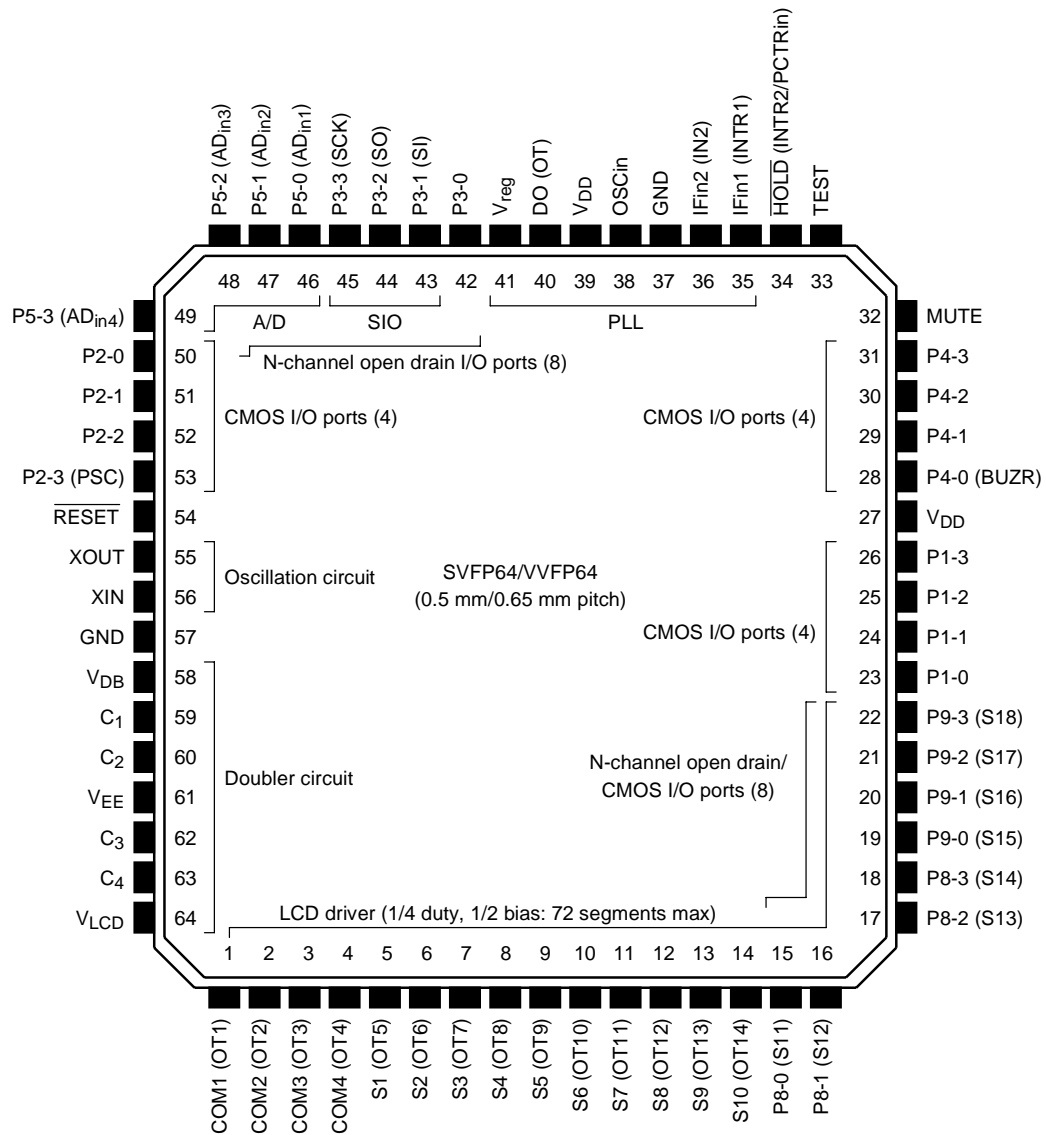 P5-2 (ADin3)
P5-1 (ADin2)
P5-0 (ADin1)
P3-3 (SCK)
P3-2 (SO)
P3-1 (SI)
P3-0
Vreg
DO (OT)
VDD
OSCin
GND
IFin2 (IN2)
IFin1 (INTR1)
HOLD (INTR2/PCTRin)
TEST
48 47 46 45 44 43 42 41 40 39 38 37 36 35 34 33
P5-3 (ADin4) 49 A/D SIO PLL 32 MUTE
P2-0 50 N-channel open drain I/O ports (8) 31 P4-3
P2-1 51 CMOS I/O ports (4) CMOS I/O ports (4) 30 P4-2
P2-2 52 29 P4-1
P2-3 (PSC) 53 28 P4-0 (BUZR)
RESET 54 27 VDD
XOUT 55 26 P1-3
Oscillation circuit SVFP64/VVFP64
XIN 56 (0.5 mm/0.65 mm pitch) 25 P1-2
GND 57 CMOS I/O ports (4) 24 P1-1
VDB 58 23 P1-0
C1 59 22 P9-3 (S18)
C2 60 N-channel open drain/ 21 P9-2 (S17)
Doubler circuit CMOS I/O ports (8)
VEE 61 20 P9-1 (S16)
C3 62 19 P9-0 (S15)
C4 63 18 P8-3 (S14)
VLCD 64 LCD driver (1/4 duty, 1/2 bias: 72 segments max) 17 P8-2 (S13)
1 2 3 4 5 6 7 8 9 10 11 12 13 14 15 16
COM1 (OT1)
COM2 (OT2)
COM3 (OT3)
COM4 (OT4)
S1 (OT5)
S2 (OT6)
S3 (OT7)
S4 (OT8)
S5 (OT9)
S6 (OT10)
S7 (OT11)
S8 (OT12)
S9 (OT13)
S10 (OT14)
P8-0 (S11)
P8-1 (S12)